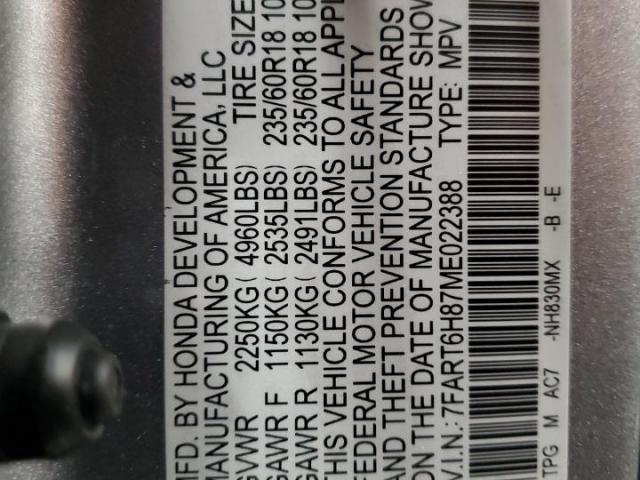 MFD. BY HONDA DEVELOPMENT &
MANUFACTURING OF AMERICA, LLC
GVWR 2250KG( 4960LBS) TIRE SIZE
GAWR F 1150KG( 2535LBS) 235/60R18 10
GAWR R 1130KG( 2491LBS) 235/60R18 10
THIS VEHICLE CONFORMS TO ALL APPL
FEDERAL MOTOR VEHICLE SAFETY
AND THEFT PREVENTION STANDARDS
ON THE DATE OF MANUFACTURE SHOW
V.I.N.: 7FART6H87ME022388 TYPE: MPV
TPG M AC7 -NH830MX -B -E